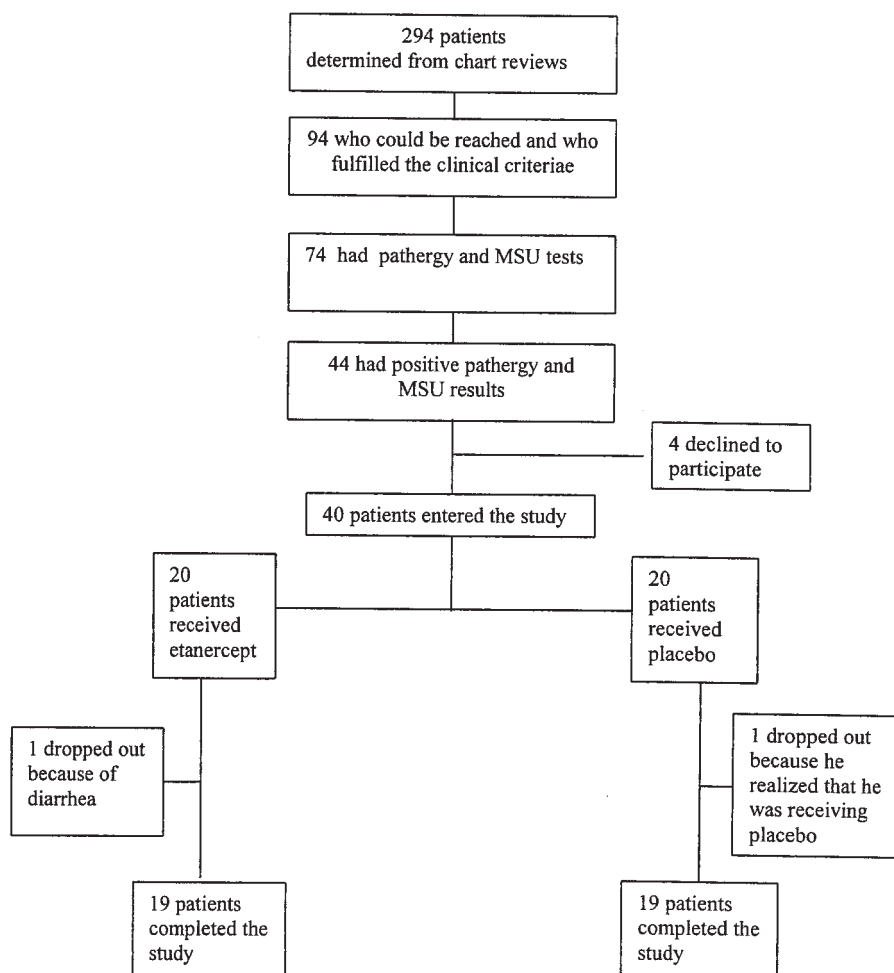 294 patients
determined from chart reviews
94 who could be reached and who
fulfilled the clinical criteriae
74 had pathergy and MSU tests
44 had positive pathergy and
MSU results
4 declined to
participate
40 patients entered the study
20
patients
received
etanercept
20
patients
received
placebo
1 dropped out
because of
diarrhea
1 dropped out
because he
realized that he
was receiving
placebo
19 patients
completed the
study
19 patients
completed the
study